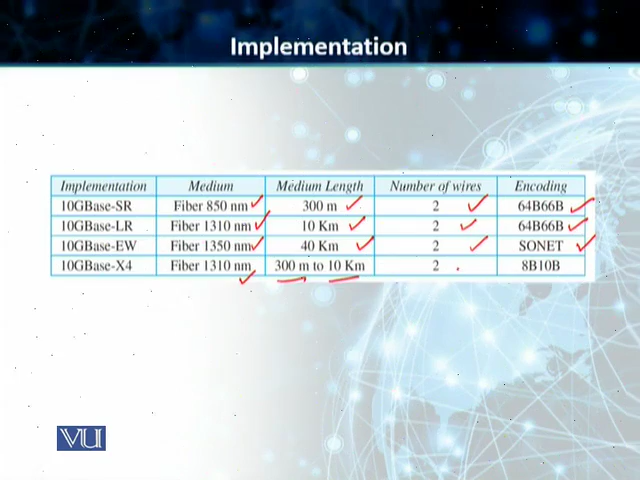 Implementation
Implementation Medium Medium Length Number of wires Encoding
10GBase-SR Fiber 850 nm 300 m 2 64B66B
10GBase-LR Fiber 1310 nm 10 Km 2 64B66B
10GBase-EW Fiber 1350 nm 40 Km 2 SONET
10GBase-X4 Fiber 1310 nm 300 m to 10 Km 2 8B10B
VU